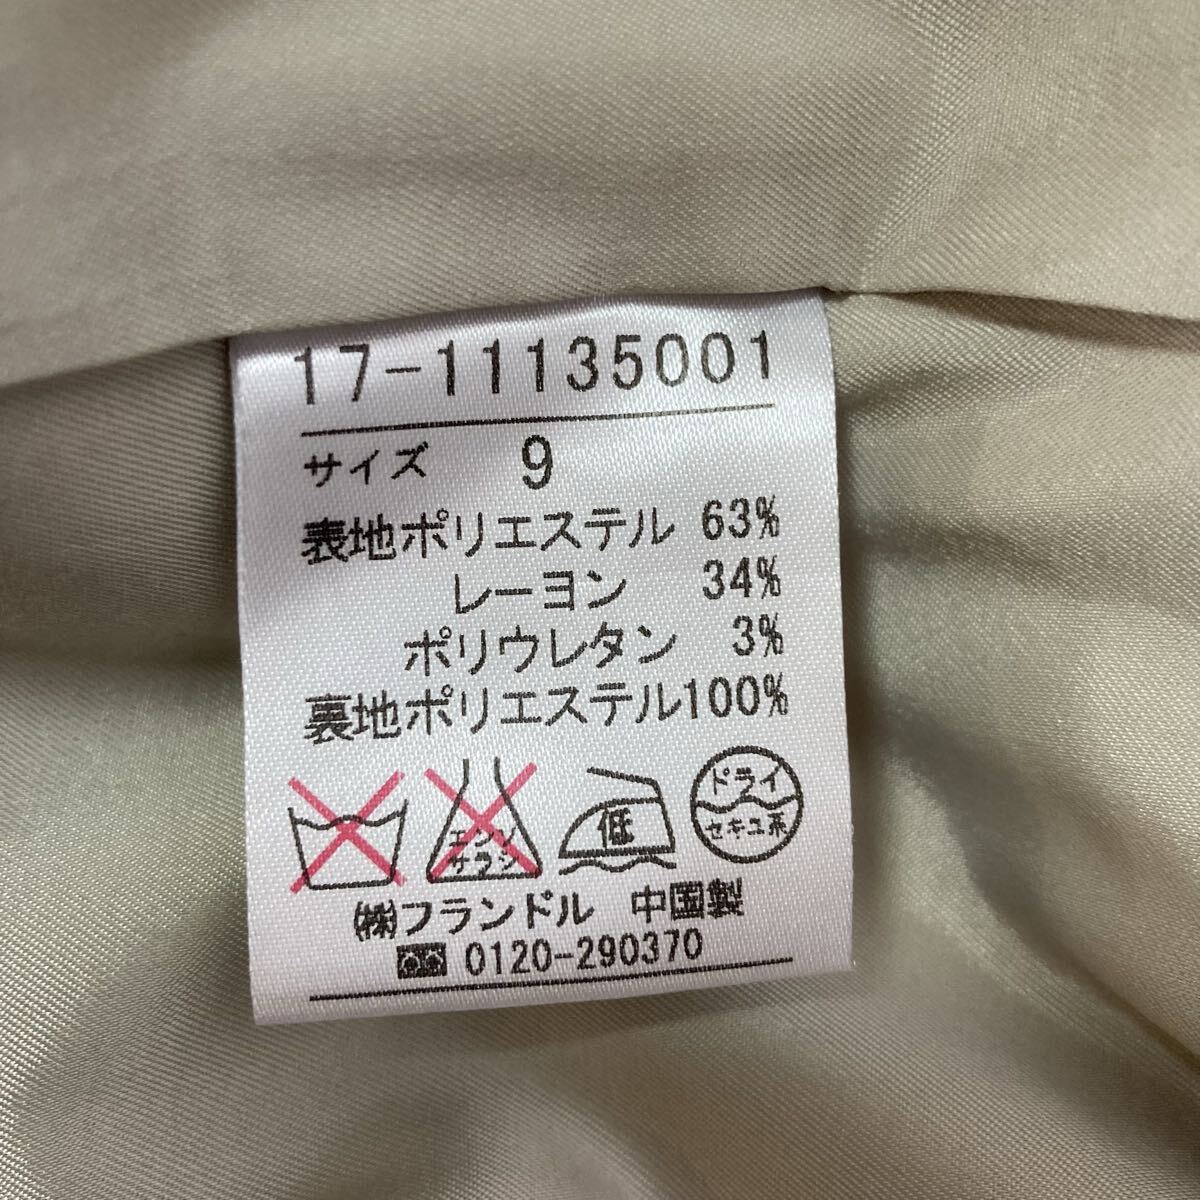 17-11135001
サイズ 9
表地ポリエステル 63%
レーヨン 34%
ポリウレタン 3%
裏地ポリエステル100%
エンソ
サラシ
低
ドライ
セキユ系
㈱フランドル 中国製
0120-290370